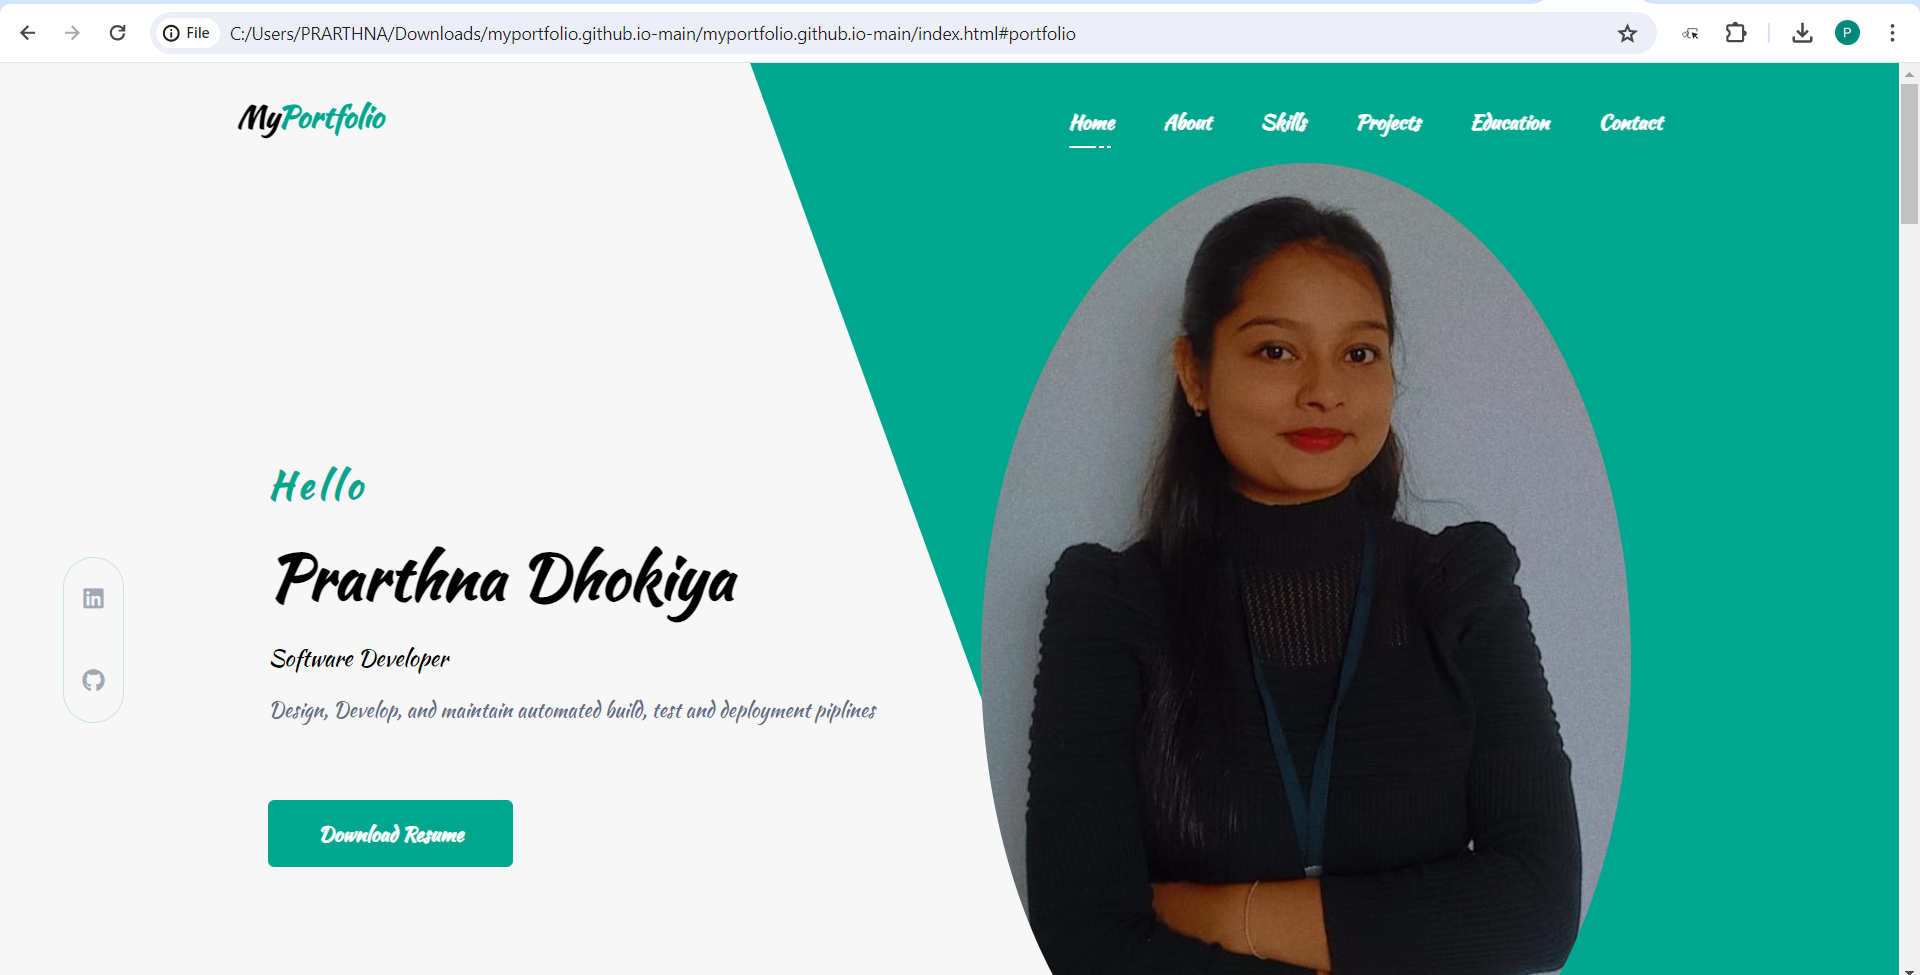 File C:/Users/PRARTHNA/Downloads/myportfolio.github.io-main/myportfolio.github.io-main/index.html#portfolio P
MyPortfolio Home About Skills Projects Education Contact
Hello
Prarthna Dhokiya
in
Software Developer
Design, Develop, and maintain automated build, test and deployment piplines
Download Resume